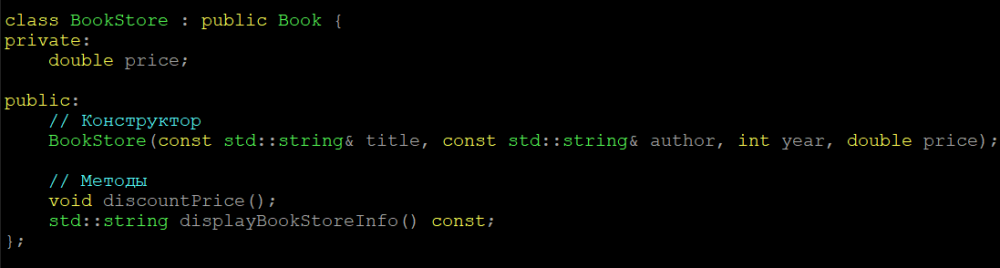 class BookStore : public Book {
private:
    double price;

public:
    // Конструктор
    BookStore(const std::string& title, const std::string& author, int year, double price);

    // Методы
    void discountPrice();
    std::string displayBookStoreInfo() const;
};